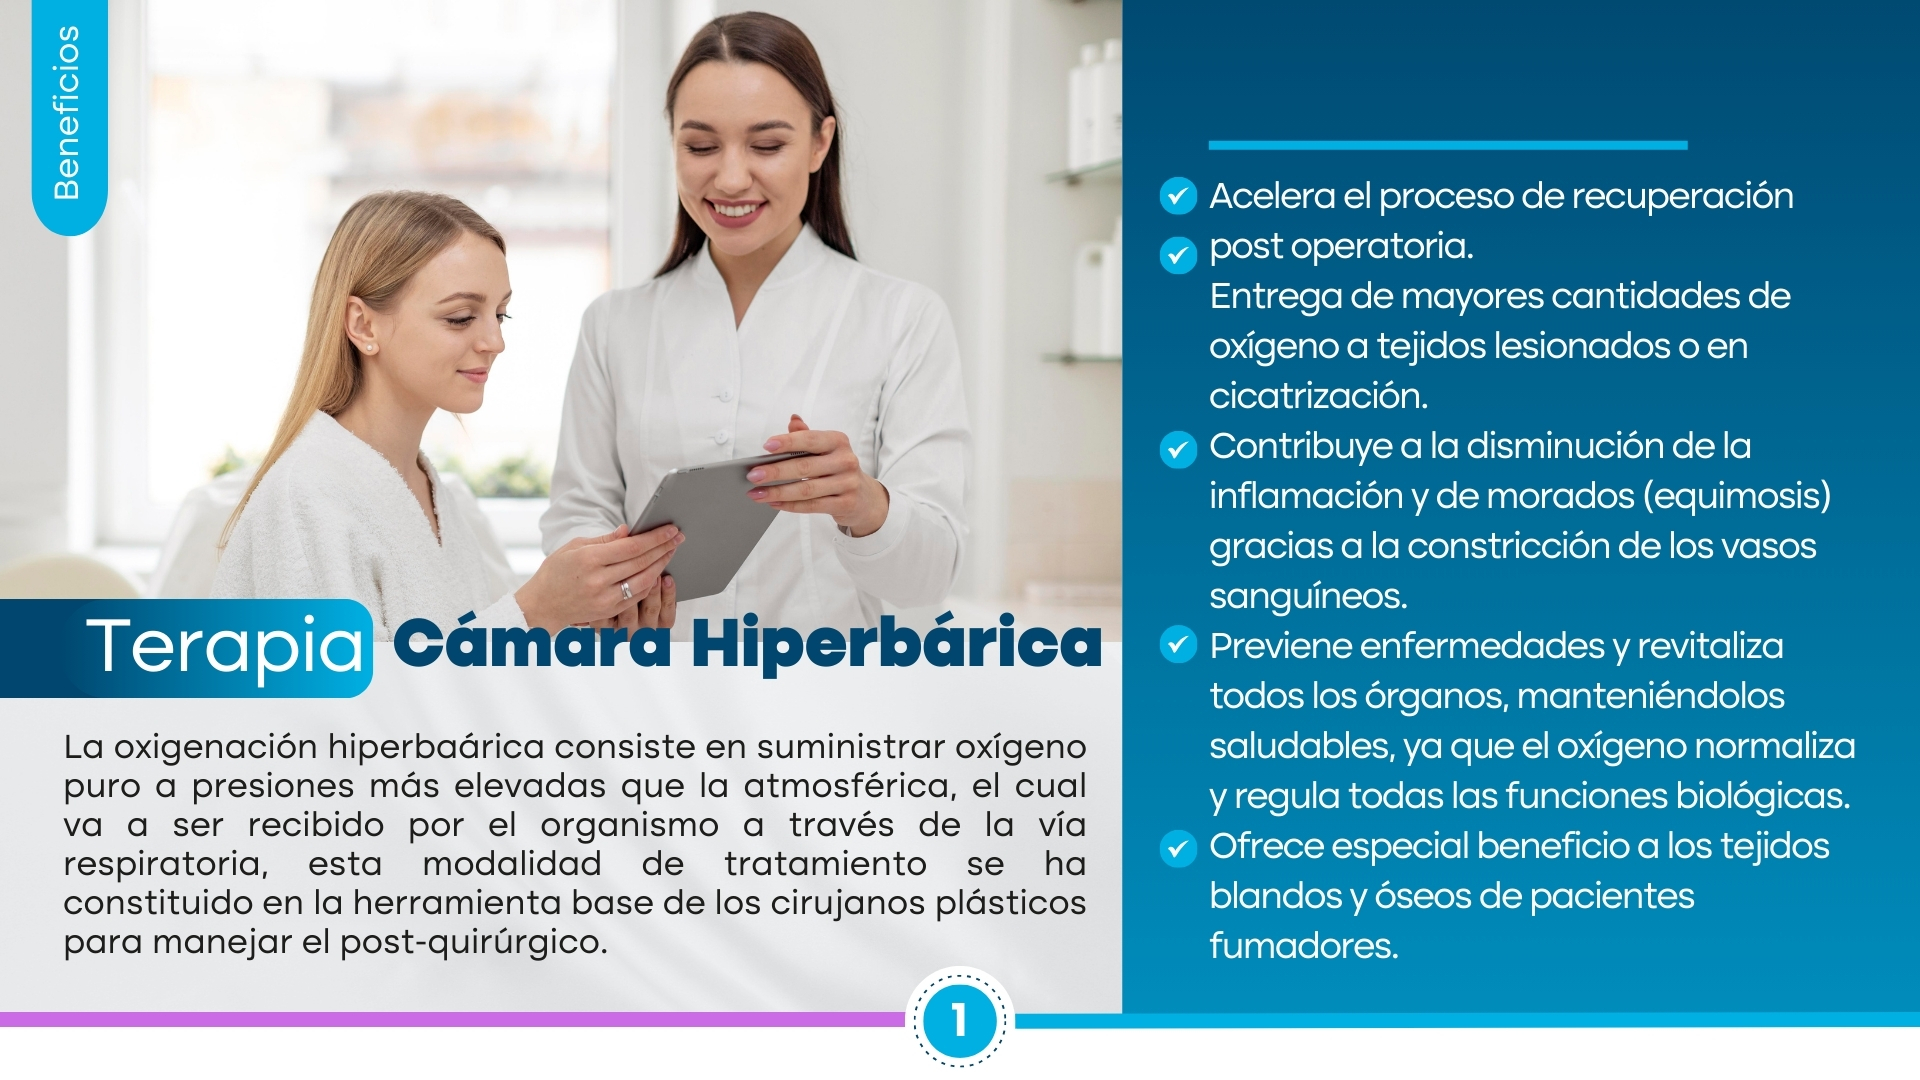 Beneficios
Terapia Cámara Hiperbárica
La oxigenación hiperbaárica consiste en suministrar oxígeno
puro a presiones más elevadas que la atmosférica, el cual
va a ser recibido por el organismo a través de la vía
respiratoria, esta modalidad de tratamiento se ha
constituido en la herramienta base de los cirujanos plásticos
para manejar el post-quirúrgico.
Acelera el proceso de recuperación
post operatoria.
Entrega de mayores cantidades de
oxígeno a tejidos lesionados o en
cicatrización.
Contribuye a la disminución de la
inflamación y de morados (equimosis)
gracias a la constricción de los vasos
sanguíneos.
Previene enfermedades y revitaliza
todos los órganos, manteniéndolos
saludables, ya que el oxígeno normaliza
y regula todas las funciones biológicas.
Ofrece especial beneficio a los tejidos
blandos y óseos de pacientes
fumadores.
1